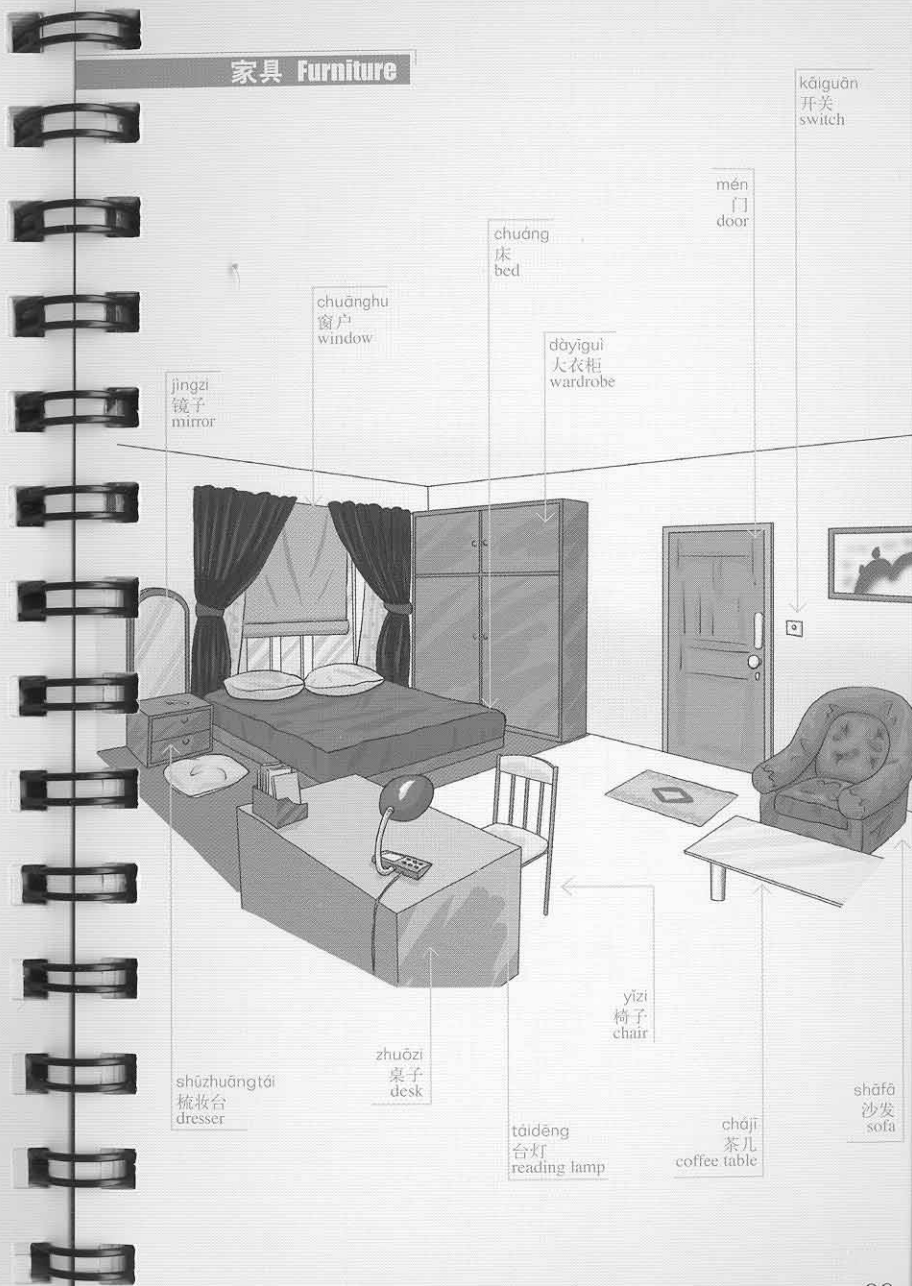 家具 Furniture
kāiguān
开关
switch
mén
门
door
chuáng
床
bed
chuānghu
窗户
window
dàyīguì
大衣柜
wardrobe
jìngzi
镜子
mirror
yǐzi
椅子
chair
zhuōzi
桌子
desk
shūzhuāngtái
梳妆台
dresser
táidēng
台灯
reading lamp
chájī
茶几
coffee table
shāfā
沙发
sofa